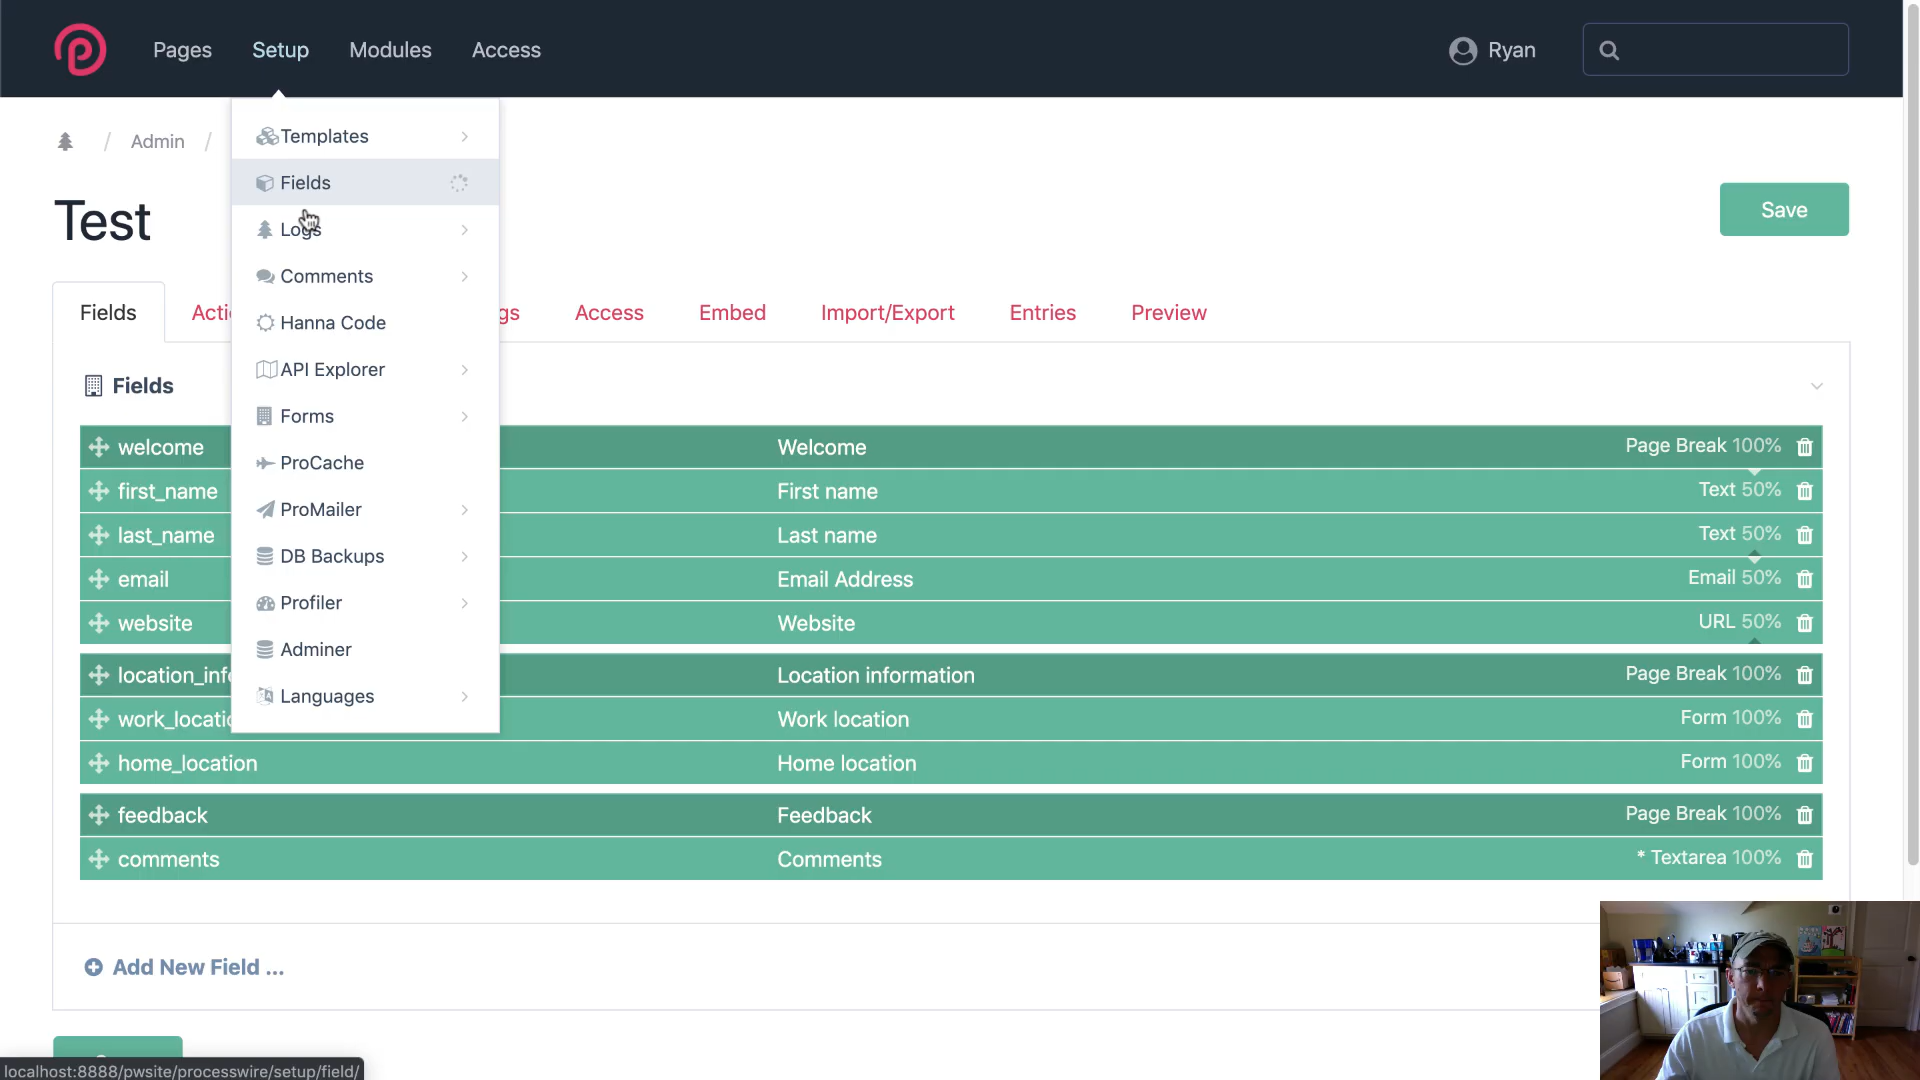 Pages Setup Modules Access Ryan
Templates
/ Admin /
Fields
Test
Save
Logs
Comments
Fields Acti gs Access Embed Import/Export Entries Preview
Hanna Code
API Explorer
Fields
Forms
welcome Welcome Page Break 100%
ProCache
first_name First name Text 50%
ProMailer
last_name Last name Text 50%
DB Backups
email Email Address Email 50%
Profiler
website Website URL 50%
Adminer
location_inf Location information Page Break 100%
Languages
work_locati Work location Form 100%
home_location Home location Form 100%
feedback Feedback Page Break 100%
comments Comments * Textarea 100%
Add New Field ...
localhost:8888/pwsite/processwire/setup/field/